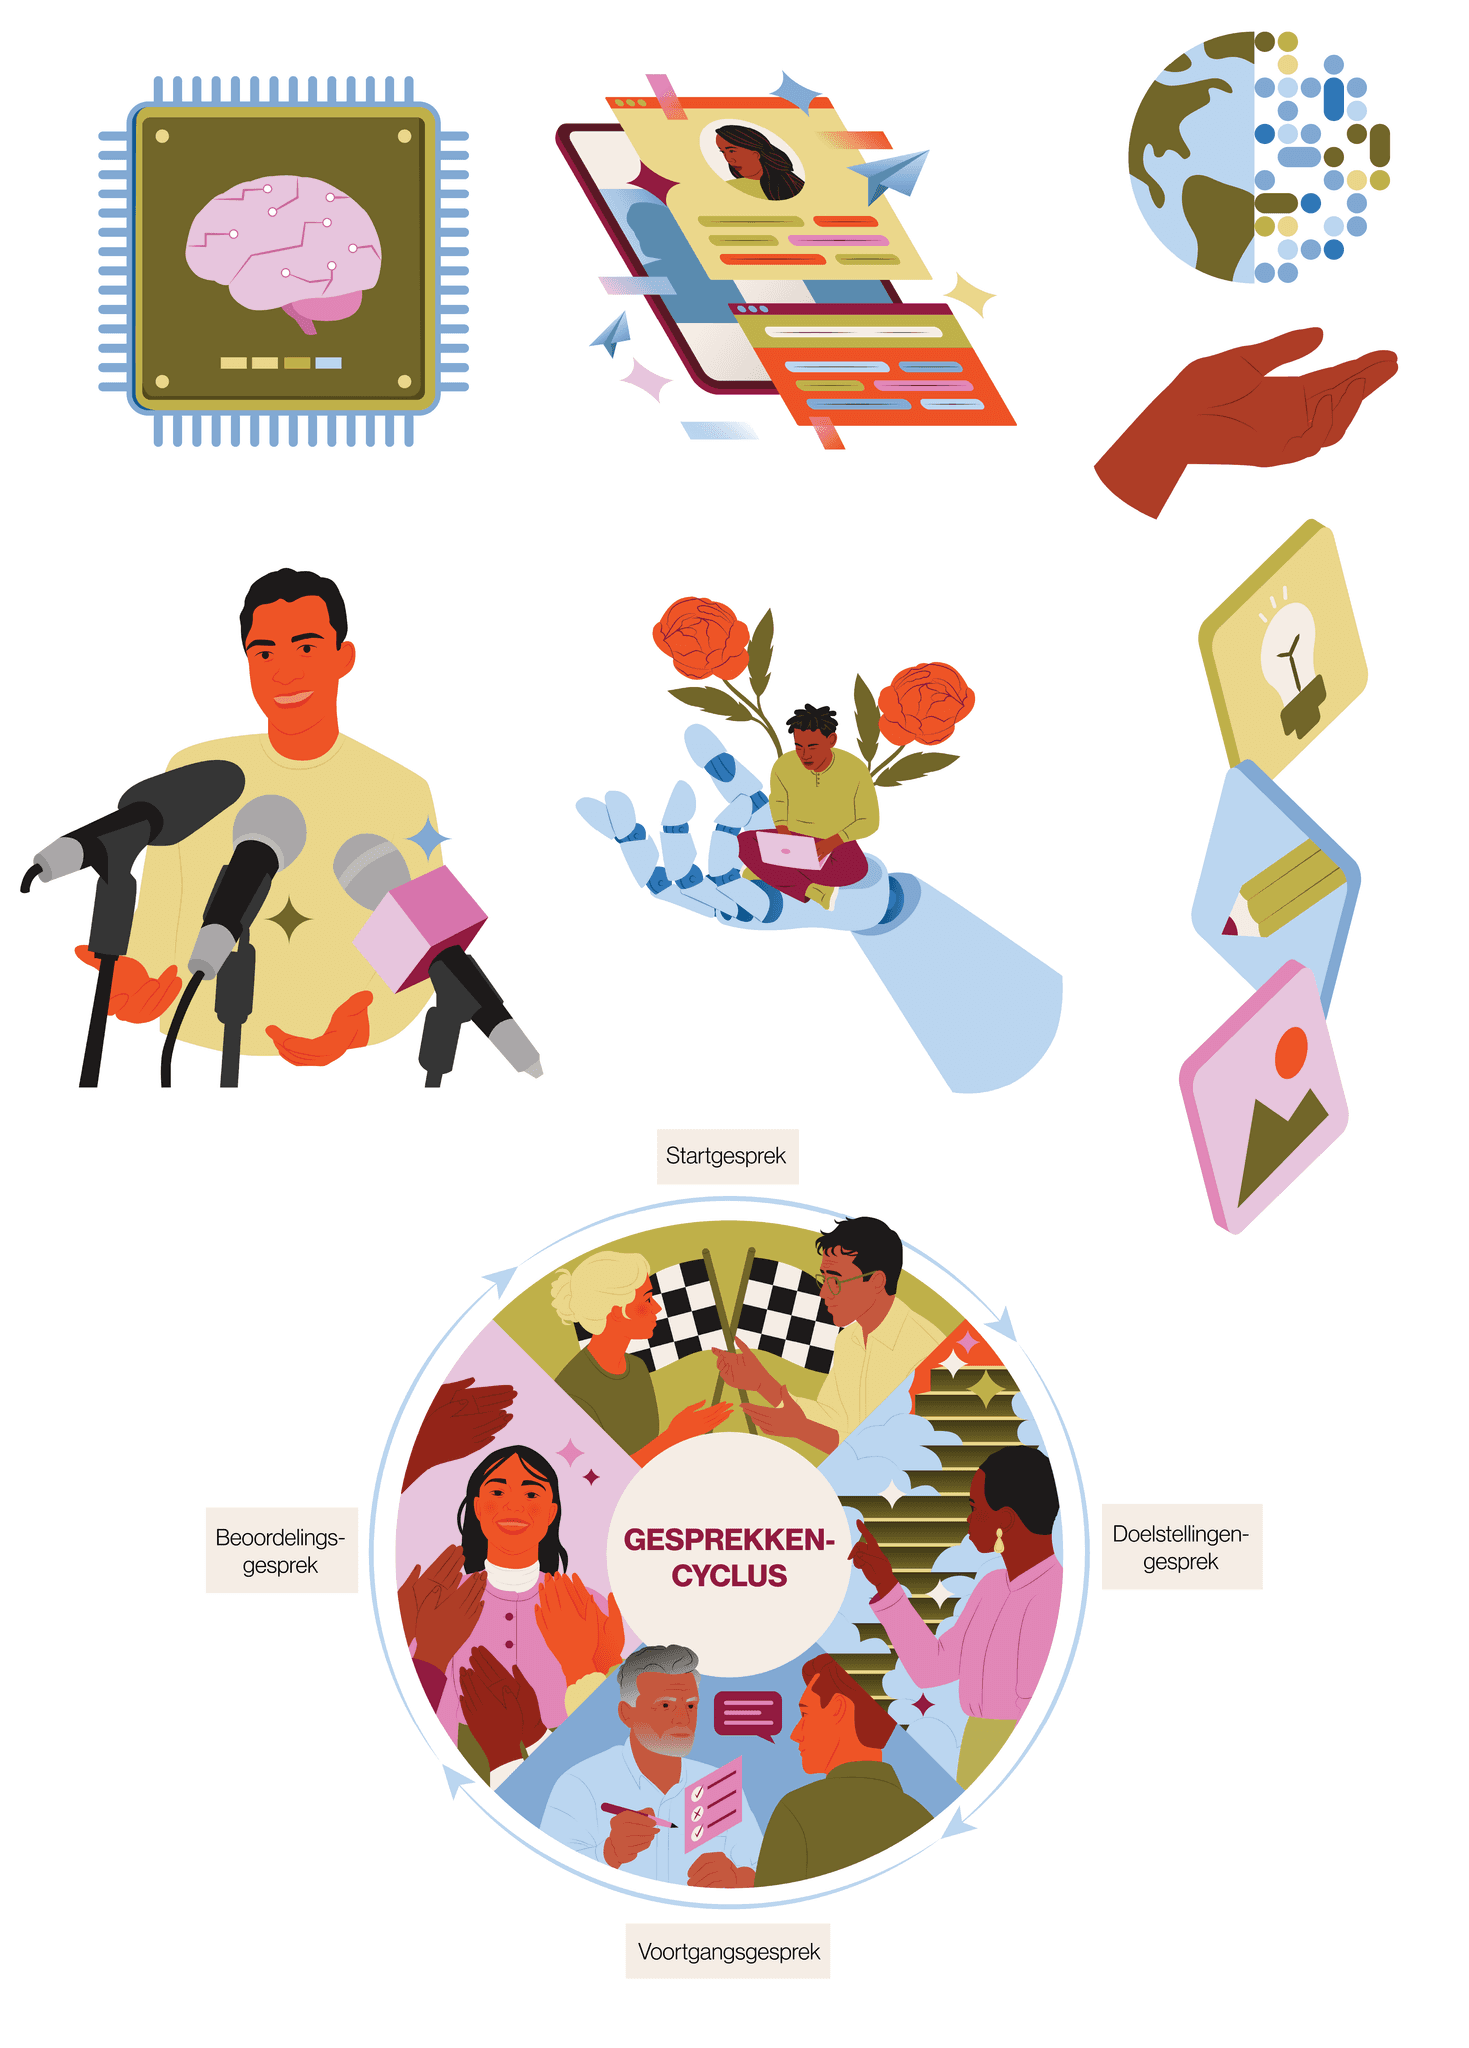 Startgesprek
Beoordelings-
gesprek
GESPREKKEN-
CYCLUS
Doelstellingen-
gesprek
Voortgangsgesprek